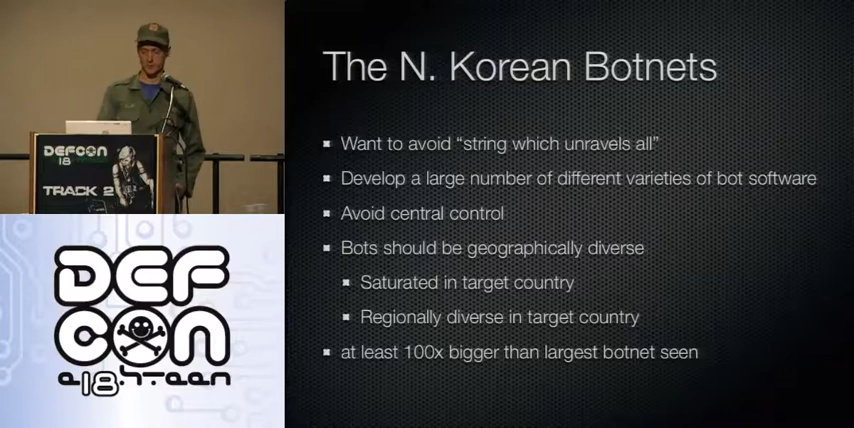 DEFCON
18
TRACK 2
DEF
CON
e18hteen
The N. Korean Botnets
Want to avoid “string which unravels all”
Develop a large number of different varieties of bot software
Avoid central control
Bots should be geographically diverse
Saturated in target country
Regionally diverse in target country
at least 100x bigger than largest botnet seen